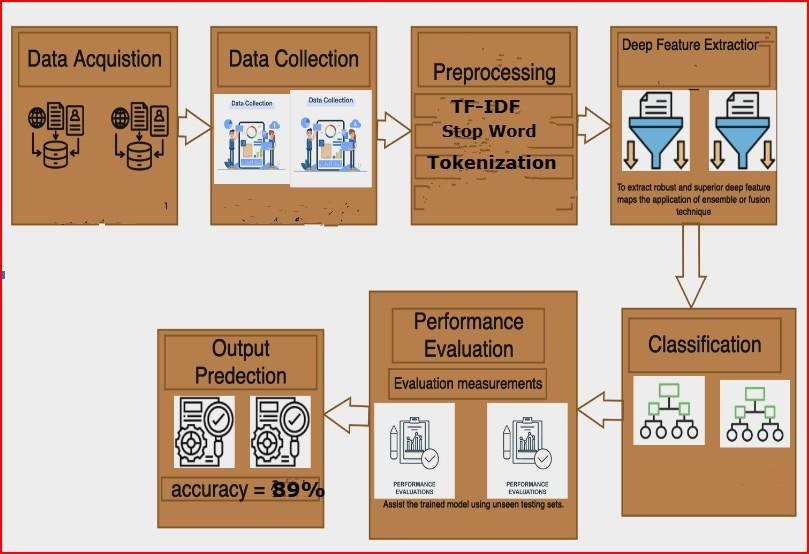 Data Acquistion
Data Collection
Data Collection
Data Collection
Preprocessing
TF-IDF
Stop Word
Tokenization
Deep Feature Extraction
To extract robust and superior deep feature
maps the application of ensemble or fusion
technique
Classification
Performance
Evaluation
Evaluation measurements
PERFORMANCE
EVALUATIONS
PERFORMANCE
EVALUATIONS
Assist the trained model using unseen testing sets.
Output
Predection
accuracy = 89%